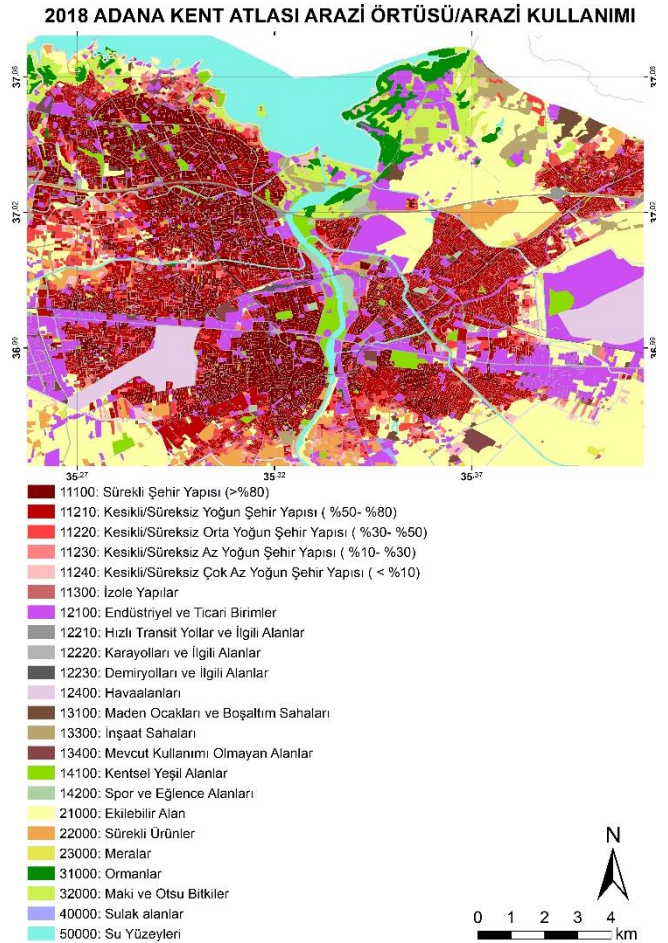 2018 ADANA KENT ATLASI ARAZİ ÖRTÜSÜ/ARAZİ KULLANIMI
37,06 37,06
37,02 37,02
36,99 36,99
35,27 35,32 35,37
11100: Sürekli Şehir Yapısı (>%80)
11210: Kesikli/Süreksiz Yoğun Şehir Yapısı ( %50- %80)
11220: Kesikli/Süreksiz Orta Yoğun Şehir Yapısı ( %30- %50)
11230: Kesikli/Süreksiz Az Yoğun Şehir Yapısı ( %10- %30)
11240: Kesikli/Süreksiz Çok Az Yoğun Şehir Yapısı ( < %10)
11300: İzole Yapılar
12100: Endüstriyel ve Ticari Birimler
12210: Hızlı Transit Yollar ve İlgili Alanlar
12220: Karayolları ve İlgili Alanlar
12230: Demiryolları ve İlgili Alanlar
12400: Havaalanları
13100: Maden Ocakları ve Boşaltım Sahaları
13300: İnşaat Sahaları
13400: Mevcut Kullanımı Olmayan Alanlar
14100: Kentsel Yeşil Alanlar
14200: Spor ve Eğlence Alanları
21000: Ekilebilir Alan
22000: Sürekli Ürünler
23000: Meralar
31000: Ormanlar
32000: Maki ve Otsu Bitkiler
40000: Sulak alanlar
50000: Su Yüzeyleri
N
0 1 2 3 4
km